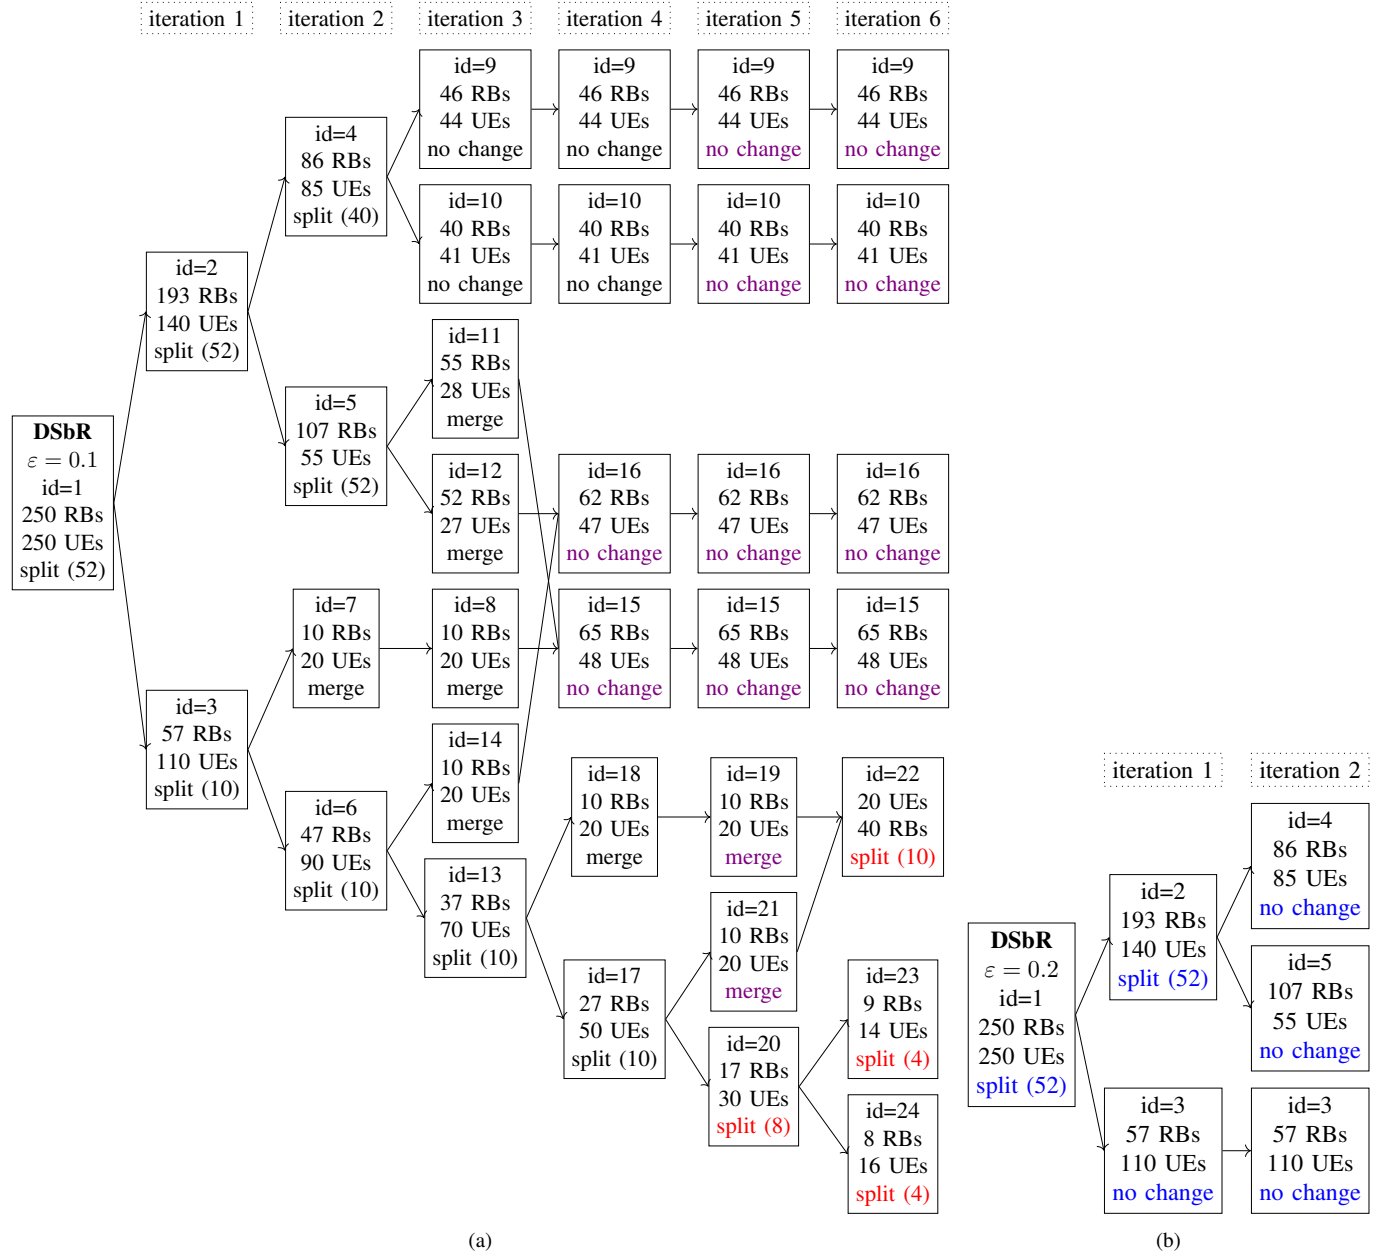 iteration 1
iteration 2
iteration 3
iteration 4
iteration 5
iteration 6
DSbR
ε = 0.1
id=1
250 RBs
250 UEs
split (52)
id=2
193 RBs
140 UEs
split (52)
id=3
57 RBs
110 UEs
split (10)
id=4
86 RBs
85 UEs
split (40)
id=5
107 RBs
55 UEs
split (52)
id=7
10 RBs
20 UEs
merge
id=6
47 RBs
90 UEs
split (10)
id=9
46 RBs
44 UEs
no change
id=10
40 RBs
41 UEs
no change
id=11
55 RBs
28 UEs
merge
id=12
52 RBs
27 UEs
merge
id=8
10 RBs
20 UEs
merge
id=14
10 RBs
20 UEs
merge
id=13
37 RBs
70 UEs
split (10)
id=9
46 RBs
44 UEs
no change
id=10
40 RBs
41 UEs
no change
id=16
62 RBs
47 UEs
no change
id=15
65 RBs
48 UEs
no change
id=18
10 RBs
20 UEs
merge
id=17
27 RBs
50 UEs
split (10)
id=9
46 RBs
44 UEs
no change
id=10
40 RBs
41 UEs
no change
id=16
62 RBs
47 UEs
no change
id=15
65 RBs
48 UEs
no change
id=19
10 RBs
20 UEs
merge
id=21
10 RBs
20 UEs
merge
id=20
17 RBs
30 UEs
split (8)
id=9
46 RBs
44 UEs
no change
id=10
40 RBs
41 UEs
no change
id=16
62 RBs
47 UEs
no change
id=15
65 RBs
48 UEs
no change
id=22
20 UEs
40 RBs
split (10)
id=23
9 RBs
14 UEs
split (4)
id=24
8 RBs
16 UEs
split (4)
(a)
iteration 1
iteration 2
DSbR
ε = 0.2
id=1
250 RBs
250 UEs
split (52)
id=2
193 RBs
140 UEs
split (52)
id=3
57 RBs
110 UEs
no change
id=4
86 RBs
85 UEs
no change
id=5
107 RBs
55 UEs
no change
id=3
57 RBs
110 UEs
no change
(b)